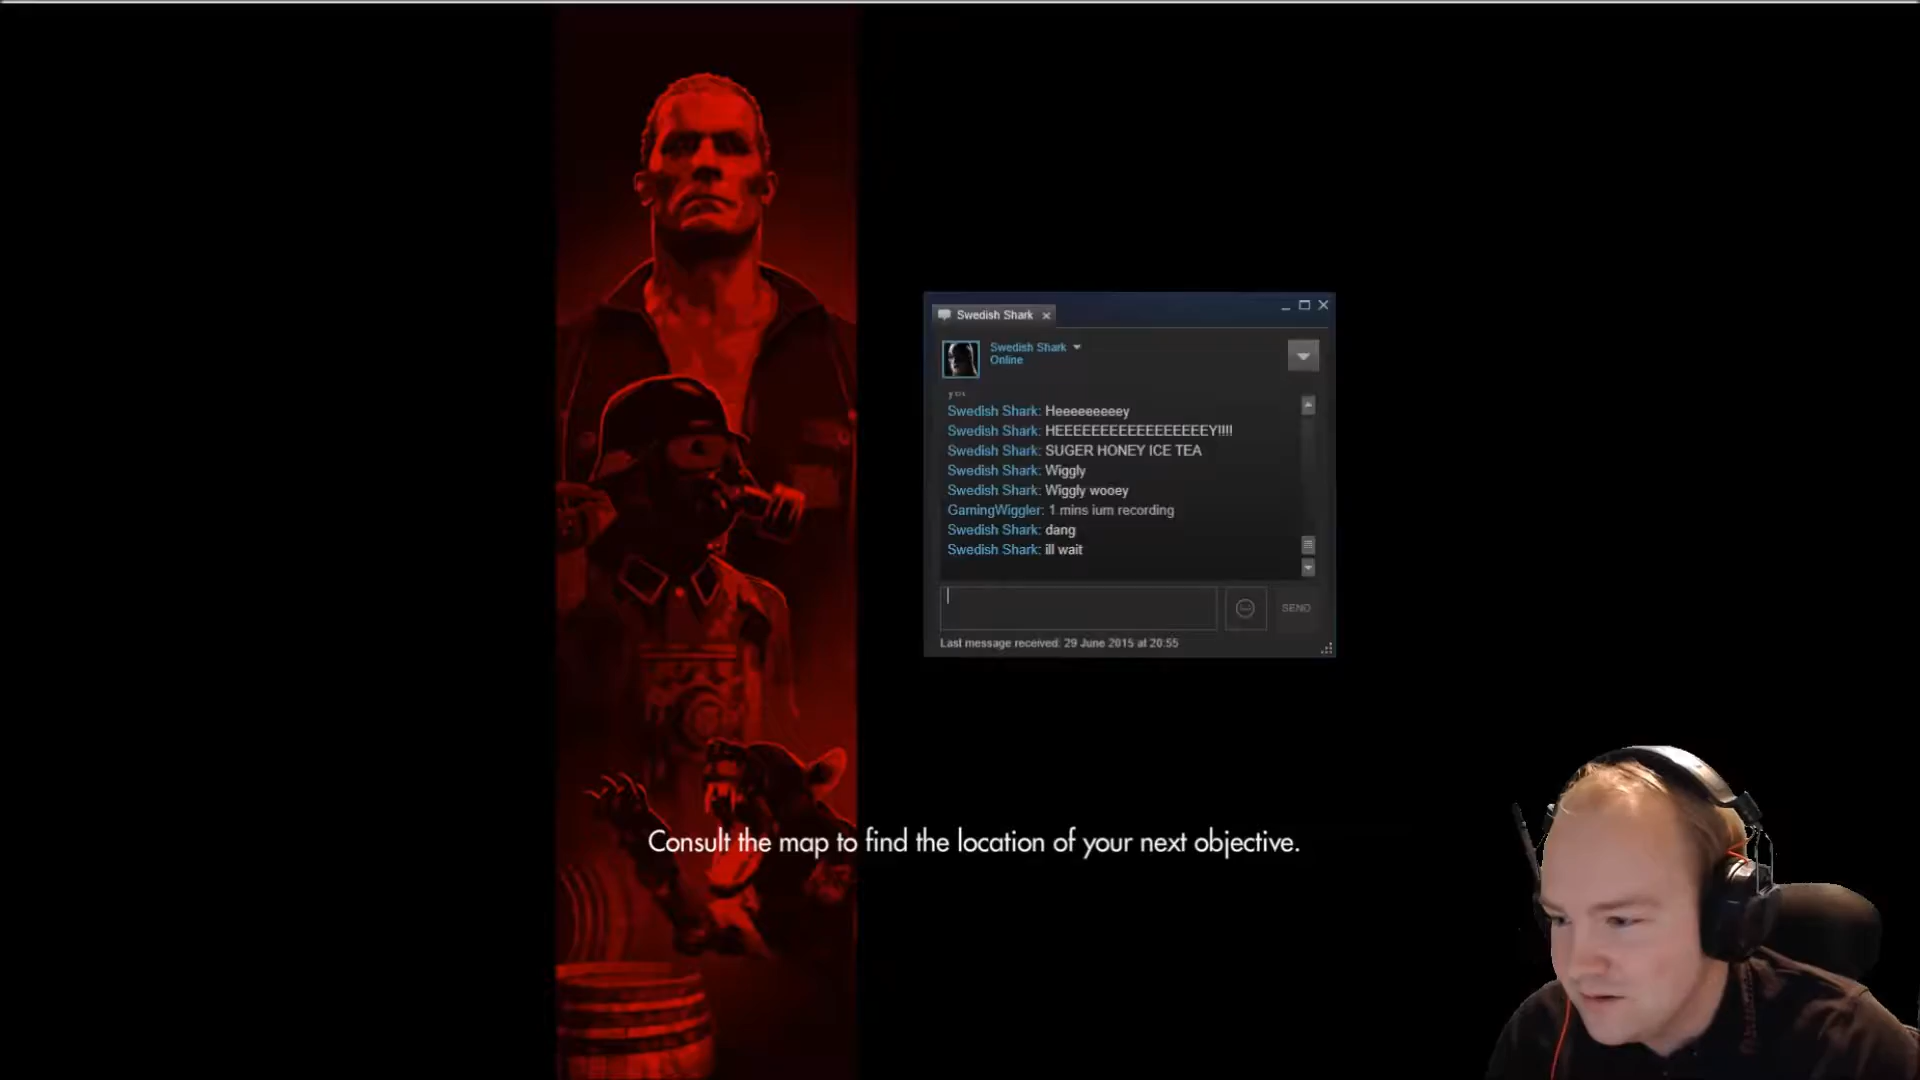 Swedish Shark
Swedish Shark
Online
Swedish Shark: Heeeeeeeeey
Swedish Shark: HEEEEEEEEEEEEEEEEEY!!!!
Swedish Shark: SUGER HONEY ICE TEA
Swedish Shark: Wiggly
Swedish Shark: Wiggly wooey
GamingWiggler: 1 mins ium recording
Swedish Shark: dang
Swedish Shark: ill wait
SEND
Last message received: 29 June 2015 at 20:55
Consult the map to find the location of your next objective.